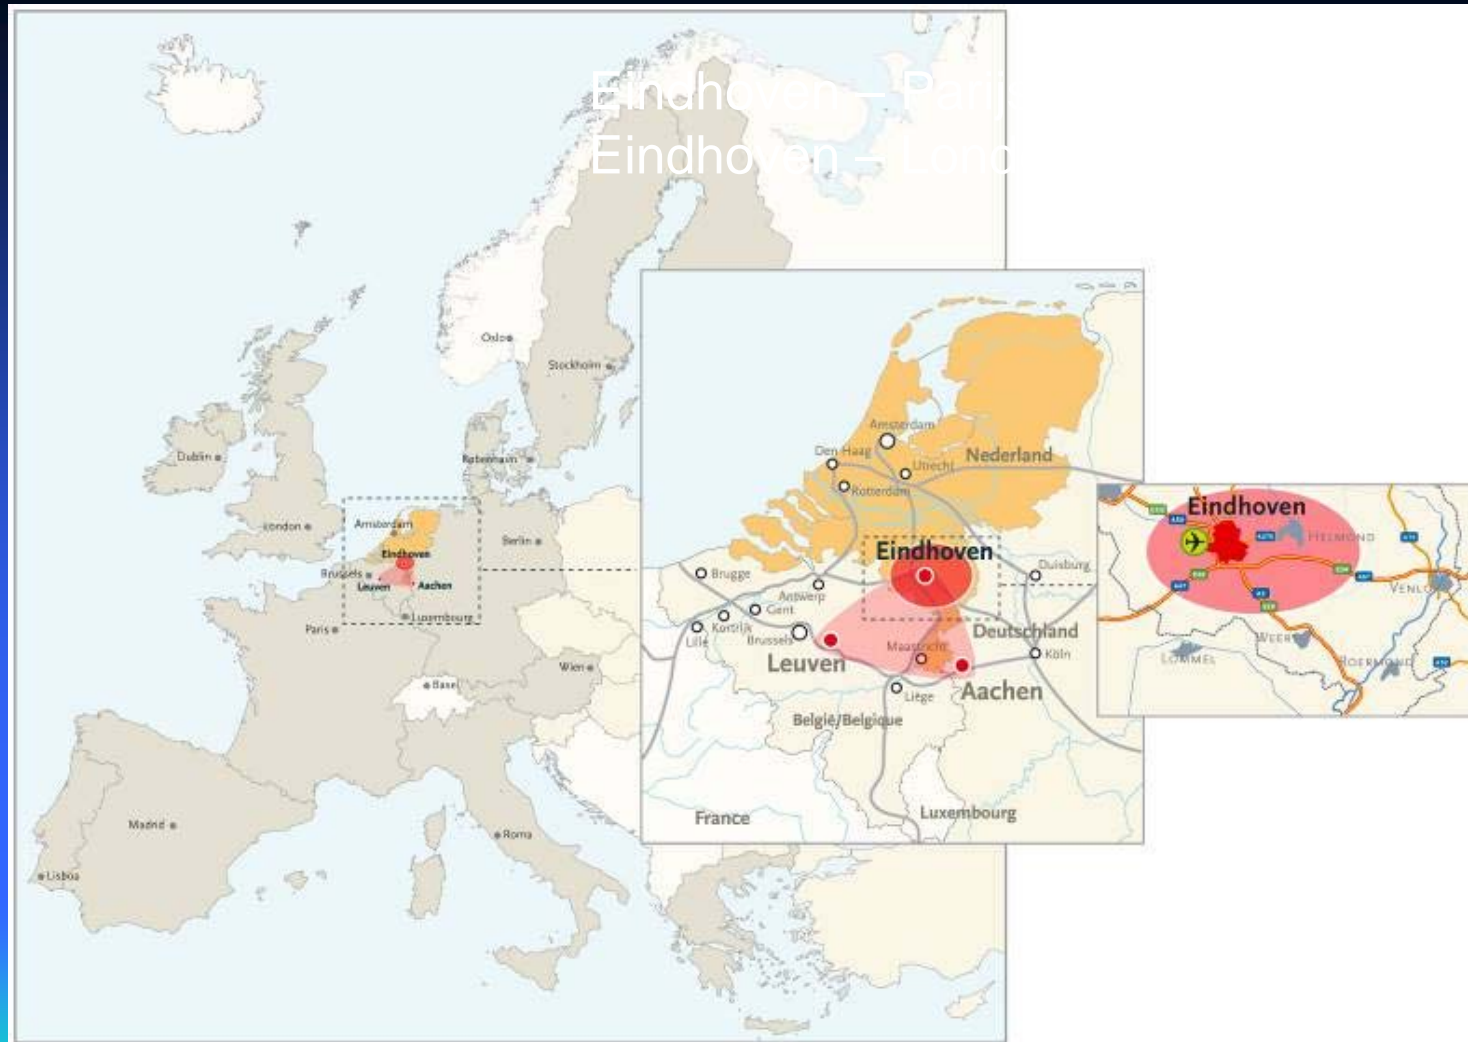 Eindhoven – Pari
Eindhoven – Lond
Oslo
Stockholm
Dublin
København
London
Amsterdam
Berlin
Eindhoven
Brussels
Leuven
Aachen
Luxembourg
Paris
Wien
Basel
Madrid
Roma
Lisboa
Amsterdam
Den Haag
Utrecht
Nederland
Rotterdam
Eindhoven
Brugge
Duisburg
Antwerp
Gent
Kortrijk
Lille
Brussels
Deutschland
Maastricht
Köln
Leuven
Aachen
Liège
België/Belgique
France
Luxembourg
Eindhoven
HELMOND
VENLO
WEERT
LOMMEL
ROERMOND